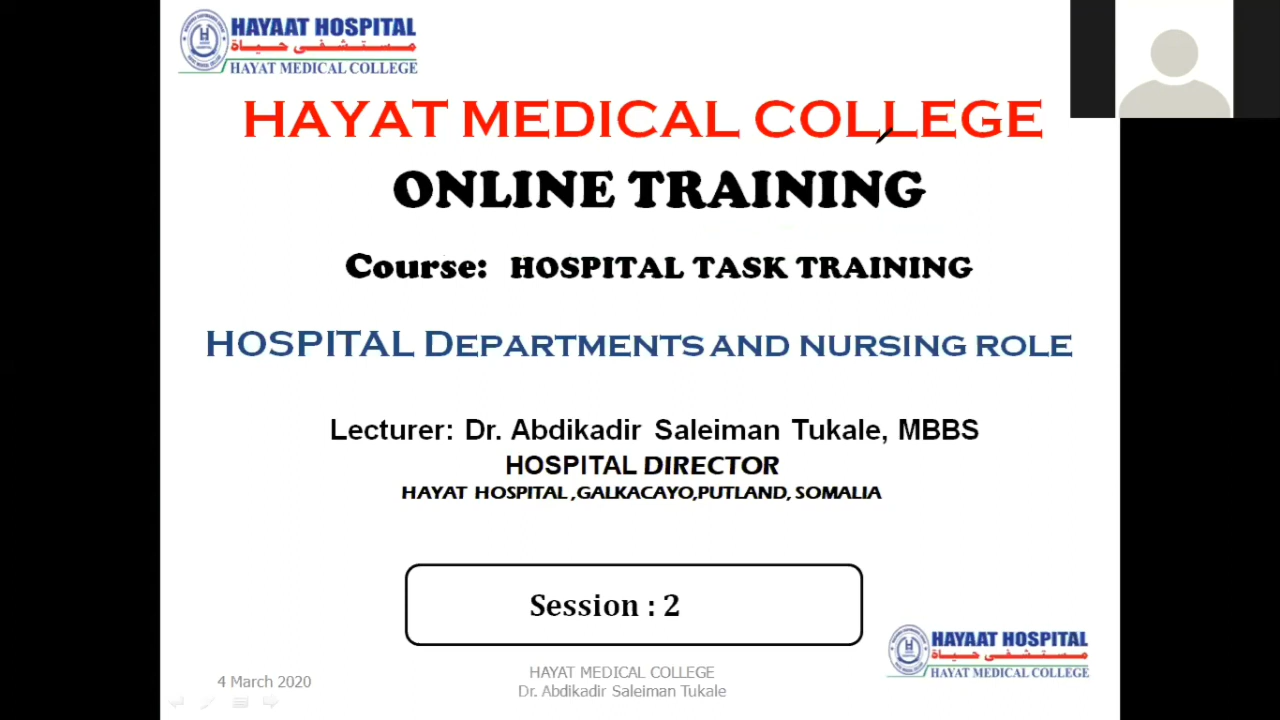 HAYAAT HOSPITAL
مستشفى حياة
HAYAT MEDICAL COLLEGE
HAYAT MEDICAL COLLEGE
ONLINE TRAINING
Course: HOSPITAL TASK TRAINING
HOSPITAL DEPARTMENTS AND NURSING ROLE
Lecturer: Dr. Abdikadir Saleiman Tukale, MBBS
HOSPITAL DIRECTOR
HAYAT HOSPITAL ,GALKACAYO,PUTLAND, SOMALIA
Session : 2
HAYAAT HOSPITAL
مستشفى حياة
HAYAT MEDICAL COLLEGE
4 March 2020
HAYAT MEDICAL COLLEGE
Dr. Abdikadir Saleiman Tukale